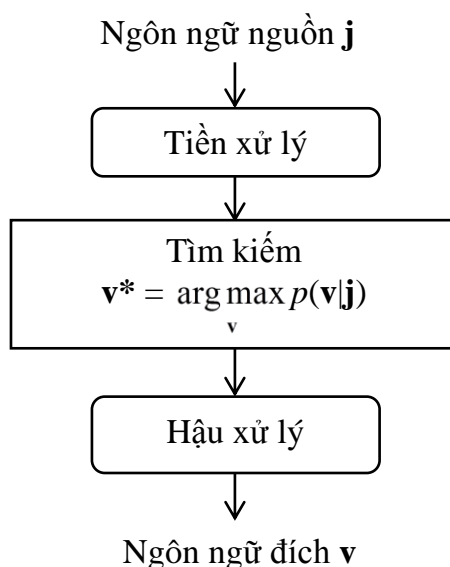 Ngôn ngữ nguồn j
Tiền xử lý
Tìm kiếm
v* = arg max p(v|j)
v
Hậu xử lý
Ngôn ngữ đích v